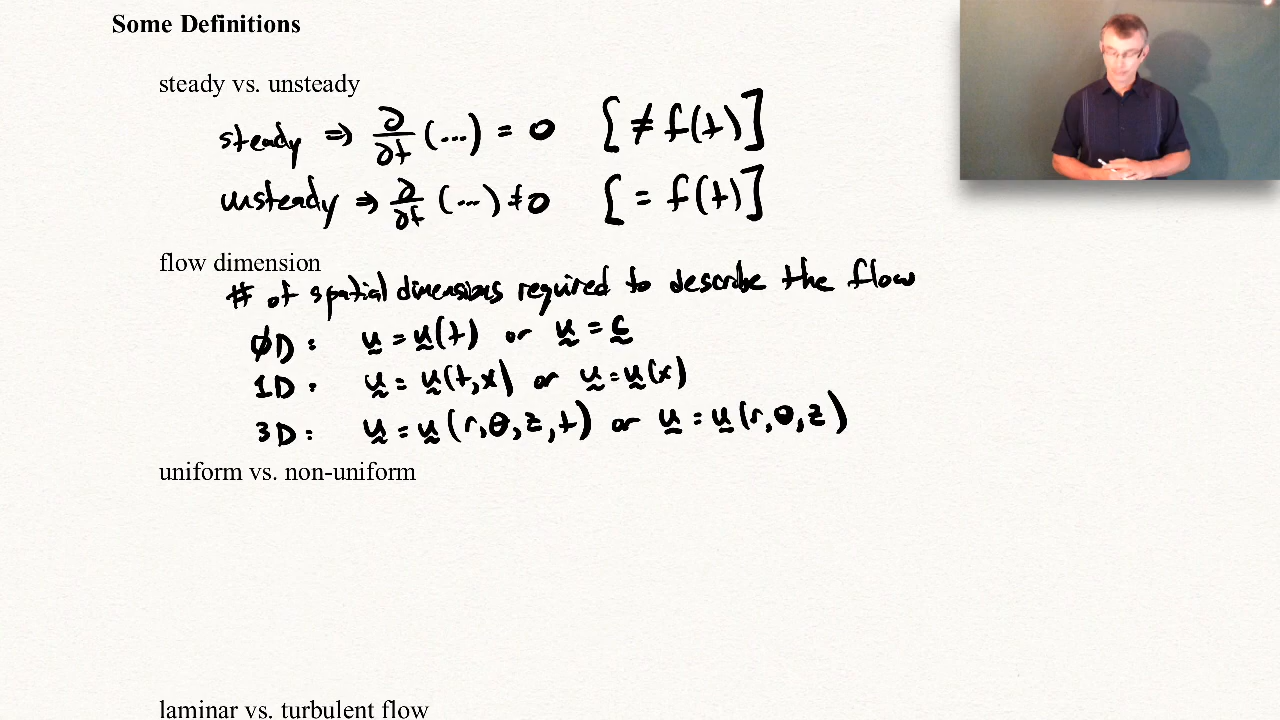 Some Definitions
steady vs. unsteady
steady ⇒ ∂/∂t (...) = 0 [≠ f(t)]
unsteady ⇒ ∂/∂t (...) ≠ 0 [= f(t)]
flow dimension
# of spatial dimensions required to describe the flow
0D: u = u(t) or u = c
1D: u = u(t,x) or u = u(x)
3D: u = u(r,θ,z,t) or u = u(r,θ,z)
uniform vs. non-uniform
laminar vs. turbulent flow